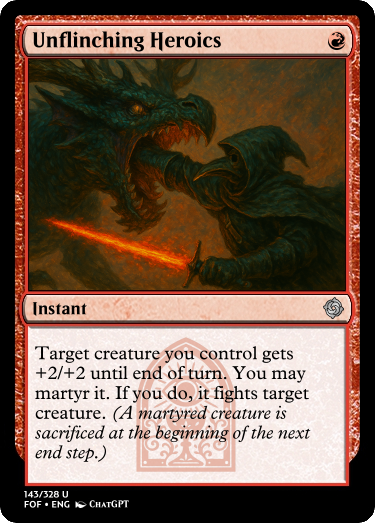 Unflinching Heroics
Instant
Target creature you control gets
+2/+2 until end of turn. You may
martyr it. If you do, it fights target
creature. (A martyred creature is
sacrificed at the beginning of the next
end step.)
143/328 U
FOF • ENG ChatGPT